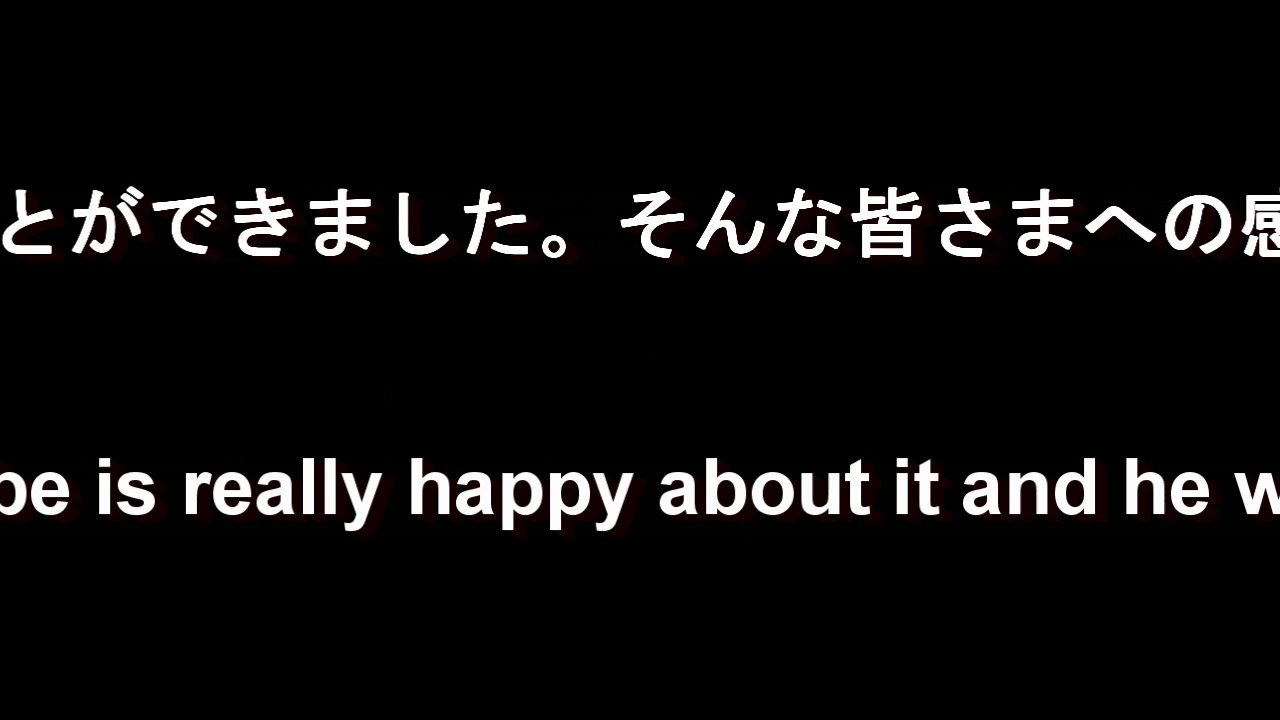 とができました。そんな皆さまへの感
be is really happy about it and he w